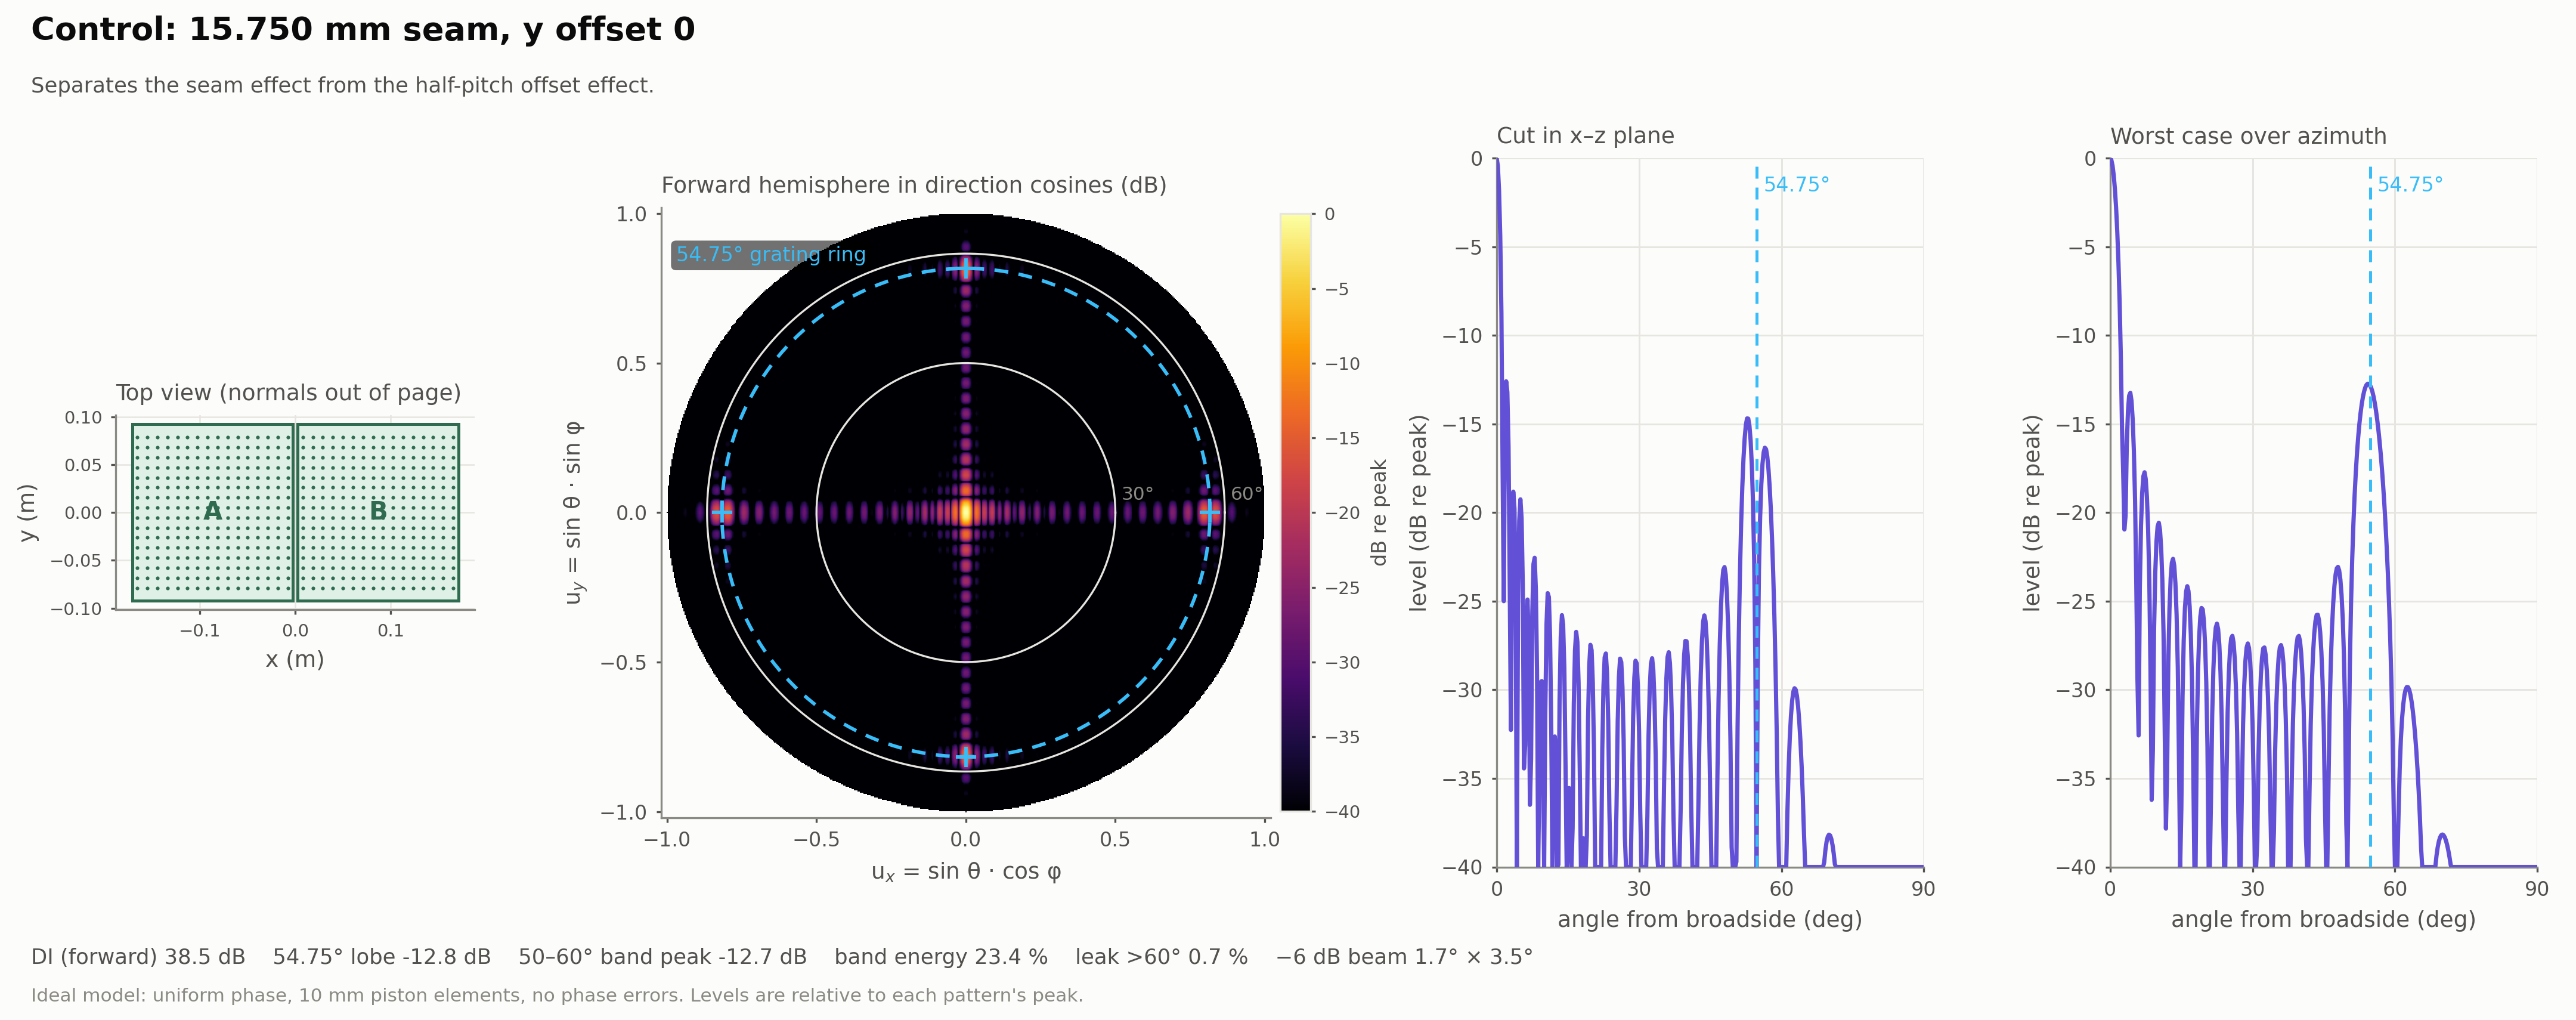 Control: 15.750 mm seam, y offset 0
Separates the seam effect from the half-pitch offset effect.
Top view (normals out of page)
0.10
0.05
0.00
−0.05
−0.10
y (m)
A
B
−0.1
0.0
0.1
x (m)
Forward hemisphere in direction cosines (dB)
54.75° grating ring
1.0
0.5
0.0
−0.5
−1.0
uy = sin θ · sin φ
30°
60°
−1.0
−0.5
0.0
0.5
1.0
ux = sin θ · cos φ
0
−5
−10
−15
−20
−25
−30
−35
−40
dB re peak
Cut in x–z plane
54.75°
0
−5
−10
−15
−20
−25
−30
−35
−40
level (dB re peak)
0
30
60
90
angle from broadside (deg)
Worst case over azimuth
54.75°
0
−5
−10
−15
−20
−25
−30
−35
−40
level (dB re peak)
0
30
60
90
angle from broadside (deg)
DI (forward) 38.5 dB 54.75° lobe -12.8 dB 50–60° band peak -12.7 dB band energy 23.4 % leak >60° 0.7 % −6 dB beam 1.7° × 3.5°
Ideal model: uniform phase, 10 mm piston elements, no phase errors. Levels are relative to each pattern's peak.